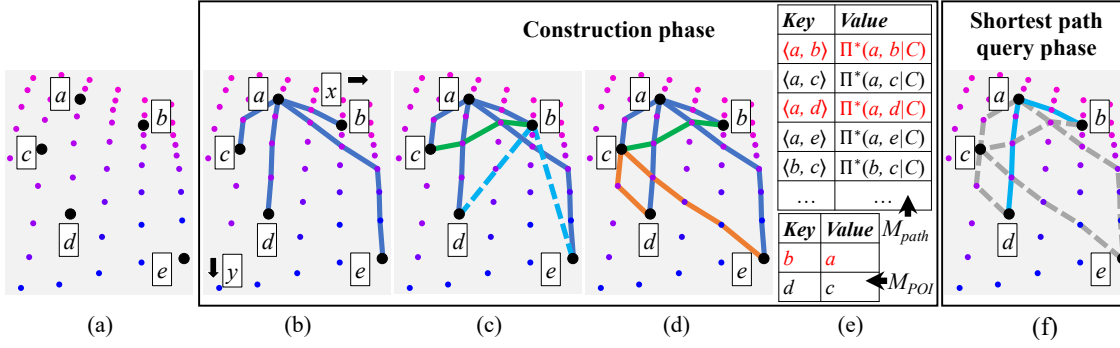 Construction phase
Shortest path
query phase
a
b
c
d
e
a
x
b
c
d
e
y
a
b
c
d
e
a
b
c
d
e
Key Value
⟨a, b⟩ Π*(a, b|C)
⟨a, c⟩ Π*(a, c|C)
⟨a, d⟩ Π*(a, d|C)
⟨a, e⟩ Π*(a, e|C)
⟨b, c⟩ Π*(b, c|C)
… …
M_path
Key Value
b a
d c
M_POI
a
b
c
d
e
(a) (b) (c) (d) (e) (f)